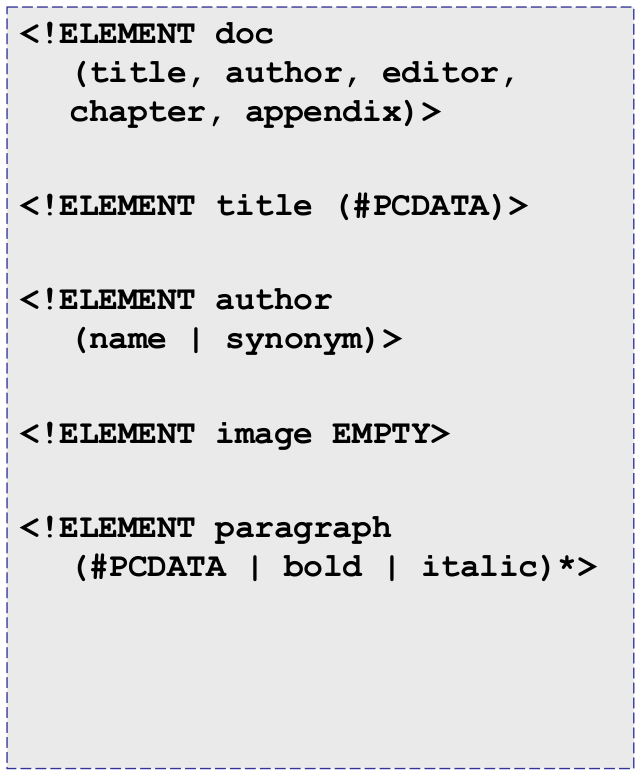 <!ELEMENT doc
(title, author, editor,
chapter, appendix)>
<!ELEMENT title (#PCDATA)>
<!ELEMENT author
(name | synonym)>
<!ELEMENT image EMPTY>
<!ELEMENT paragraph
(#PCDATA | bold | italic)*>